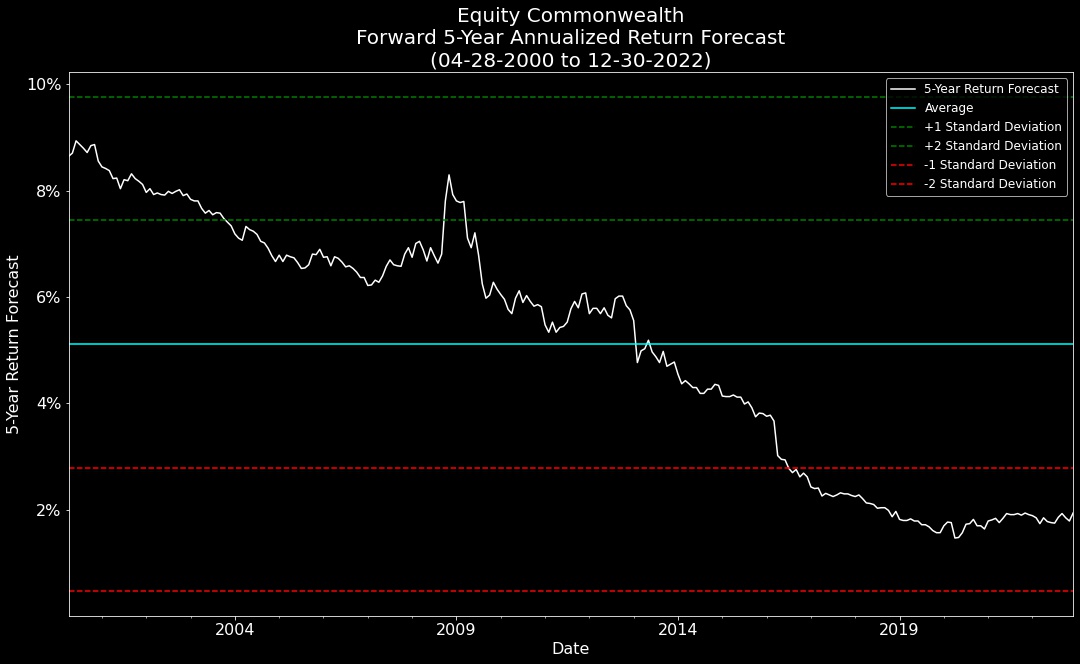 Equity Commonwealth
Forward 5-Year Annualized Return Forecast
(04-28-2000 to 12-30-2022)
10%
8%
6%
4%
2%
5-Year Return Forecast
5-Year Return Forecast
Average
+1 Standard Deviation
+2 Standard Deviation
-1 Standard Deviation
-2 Standard Deviation
2004
2009
2014
2019
Date